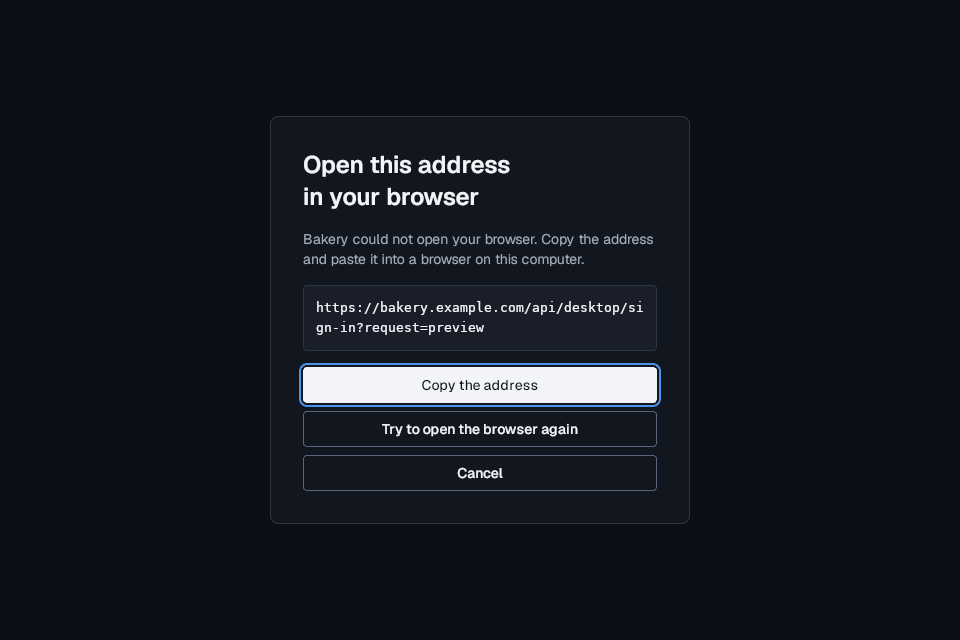 Open this address
in your browser
Bakery could not open your browser. Copy the address
and paste it into a browser on this computer.
https://bakery.example.com/api/desktop/si
gn-in?request=preview
Copy the address
Try to open the browser again
Cancel